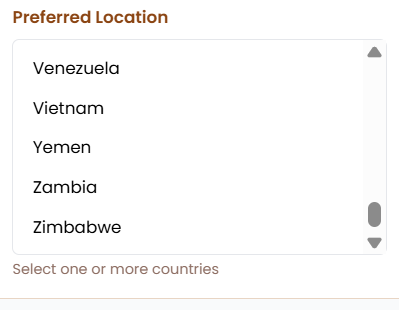 Preferred Location
Venezuela
Vietnam
Yemen
Zambia
Zimbabwe
Select one or more countries